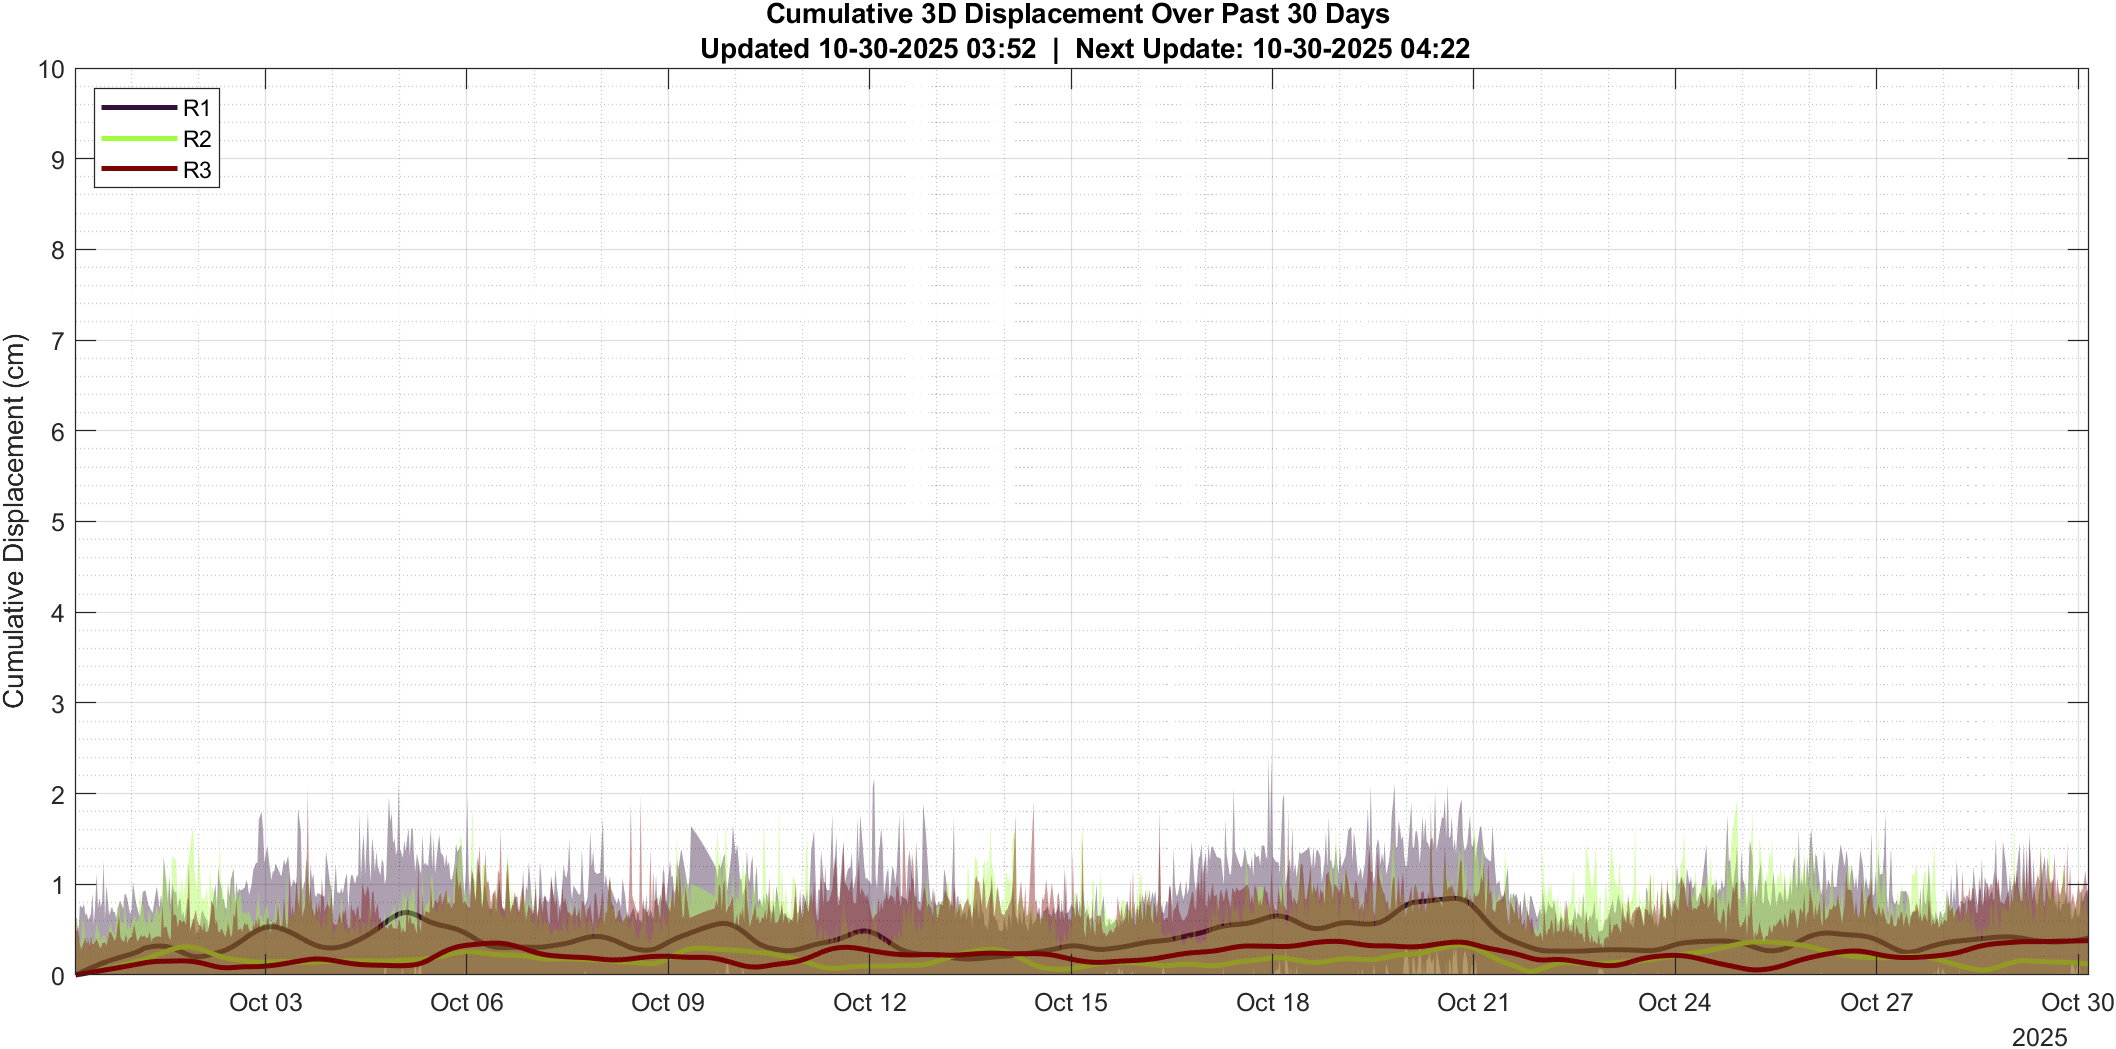 Cumulative 3D Displacement Over Past 30 Days
Updated 10-30-2025 03:52 | Next Update: 10-30-2025 04:22
R1
R2
R3
Cumulative Displacement (cm)
10
9
8
7
6
5
4
3
2
1
0
Oct 03
Oct 06
Oct 09
Oct 12
Oct 15
Oct 18
Oct 21
Oct 24
Oct 27
Oct 30
2025